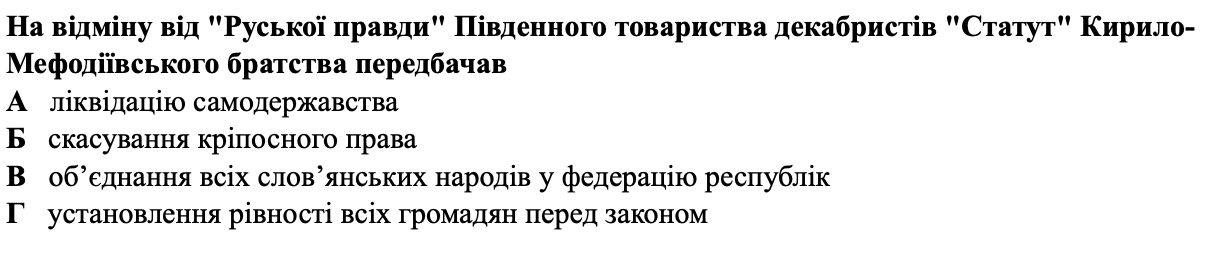 На відміну від "Руської правди" Південного товариства декабристів "Статут" Кирило-
Мефодіївського братства передбачав
А ліквідацію самодержавства
Б скасування кріпосного права
В об’єднання всіх слов’янських народів у федерацію республік
Г установлення рівності всіх громадян перед законом